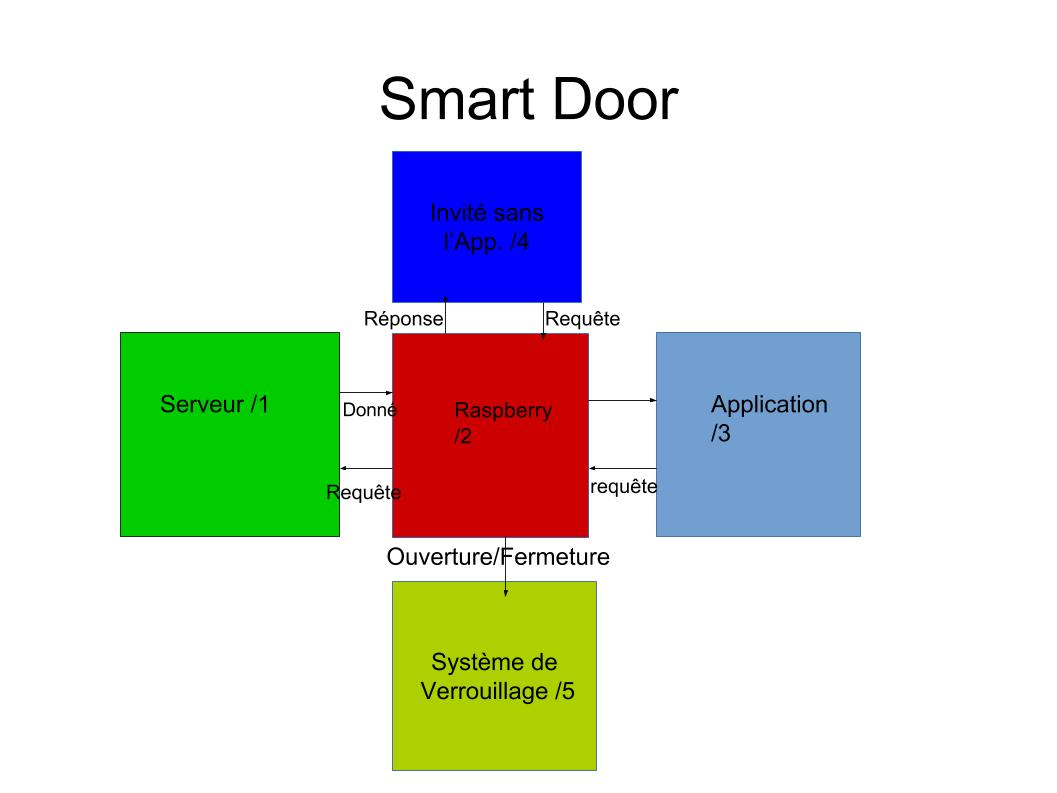 Smart Door
Invité sans
l'App. /4
Réponse
Requête
Serveur /1
Donné
Raspberry
/2
Application
/3
Requête
requête
Ouverture/Fermeture
Système de
Verrouillage /5